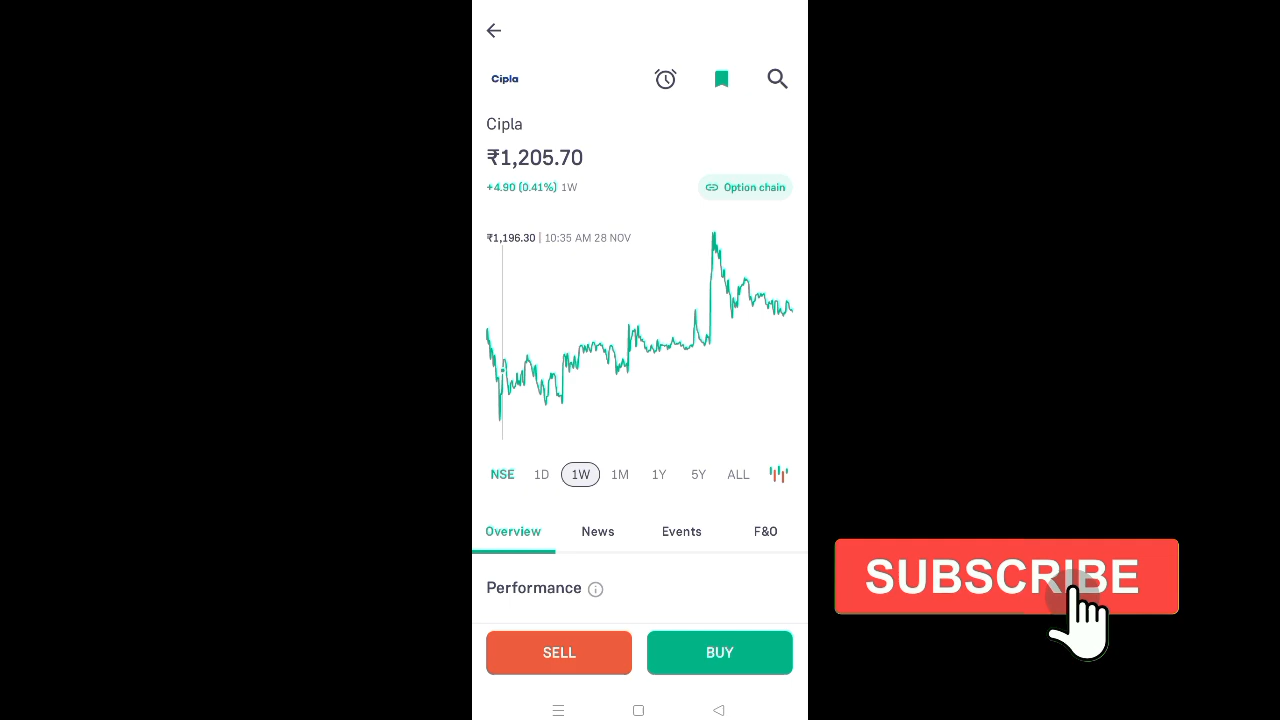 Cipla
Cipla
₹1,205.70
+4.90 (0.41%) 1W
Option chain
₹1,196.30 | 10:35 AM 28 NOV
NSE 1D 1W 1M 1Y 5Y ALL
Overview News Events F&O
Performance
SELL BUY
SUBSCRIBE